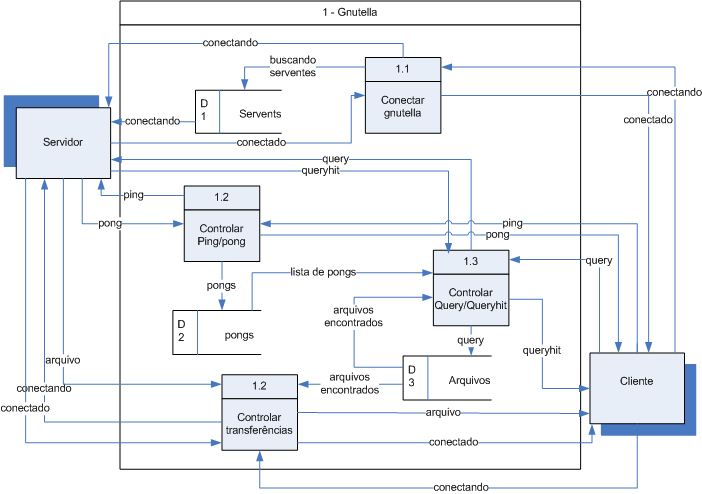 1 - Gnutella
conectando
buscando
serventes
1.1
Conectar
gnutella
conectando
D
1
Servents
conectando
conectado
conectado
Servidor
query
queryhit
ping
1.2
Controlar
Ping/pong
pong
ping
pong
pongs
lista de pongs
1.3
Controlar
Query/Queryhit
query
D
2
pongs
arquivos
encontrados
query
queryhit
arquivo
conectando
conectado
1.2
Controlar
transferências
arquivos
encontrados
D
3
Arquivos
Cliente
arquivo
conectado
conectando